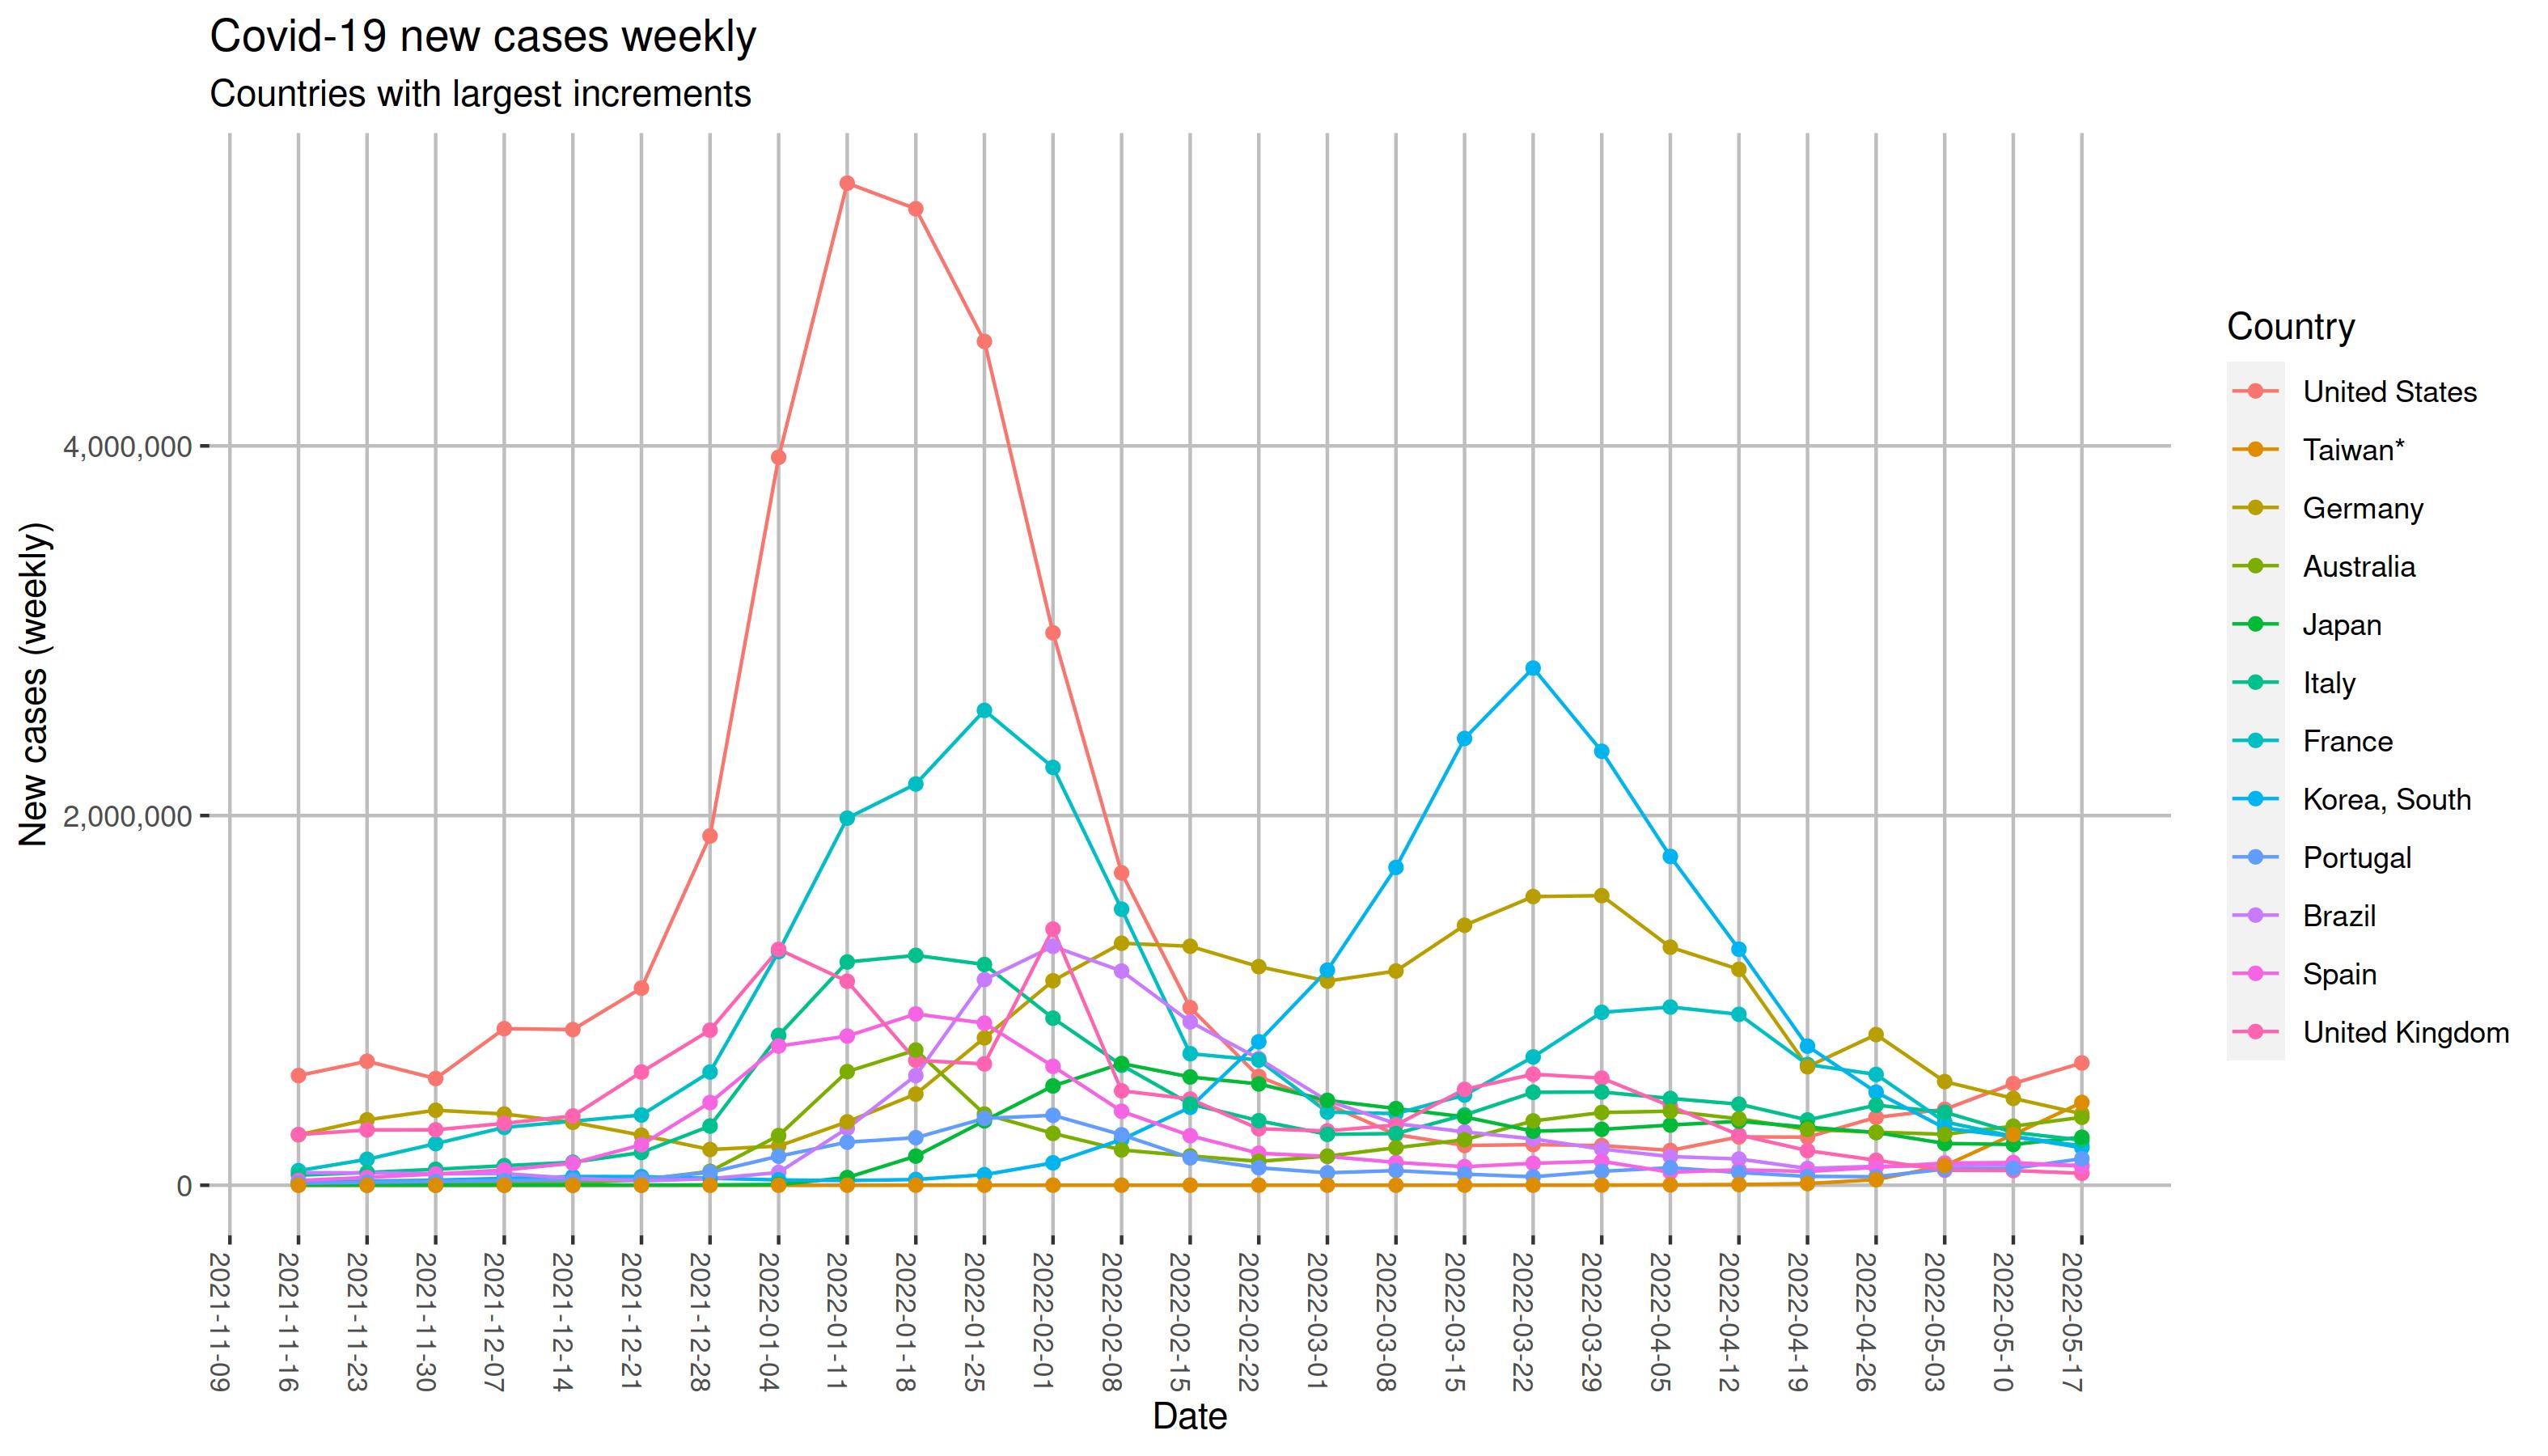 Covid-19 new cases weekly
Countries with largest increments
New cases (weekly)
4,000,000
2,000,000
0
2021-11-09
2021-11-16
2021-11-23
2021-11-30
2021-12-07
2021-12-14
2021-12-21
2021-12-28
2022-01-04
2022-01-11
2022-01-18
2022-01-25
2022-02-01
2022-02-08
2022-02-15
2022-02-22
2022-03-01
2022-03-08
2022-03-15
2022-03-22
2022-03-29
2022-04-05
2022-04-12
2022-04-19
2022-04-26
2022-05-03
2022-05-10
2022-05-17
Date
Country
United States
Taiwan*
Germany
Australia
Japan
Italy
France
Korea, South
Portugal
Brazil
Spain
United Kingdom